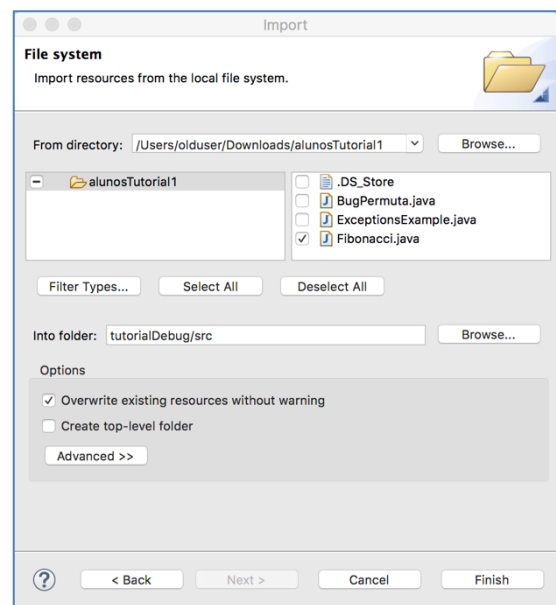 Import
File system
Import resources from the local file system.
From directory: /Users/olduser/Downloads/alunosTutorial1 Browse...
alunosTutorial1
.DS_Store
BugPermuta.java
ExceptionsExample.java
Fibonacci.java
Filter Types... Select All Deselect All
Into folder: tutorialDebug/src Browse...
Options
Overwrite existing resources without warning
Create top-level folder
Advanced >>
? < Back Next > Cancel Finish